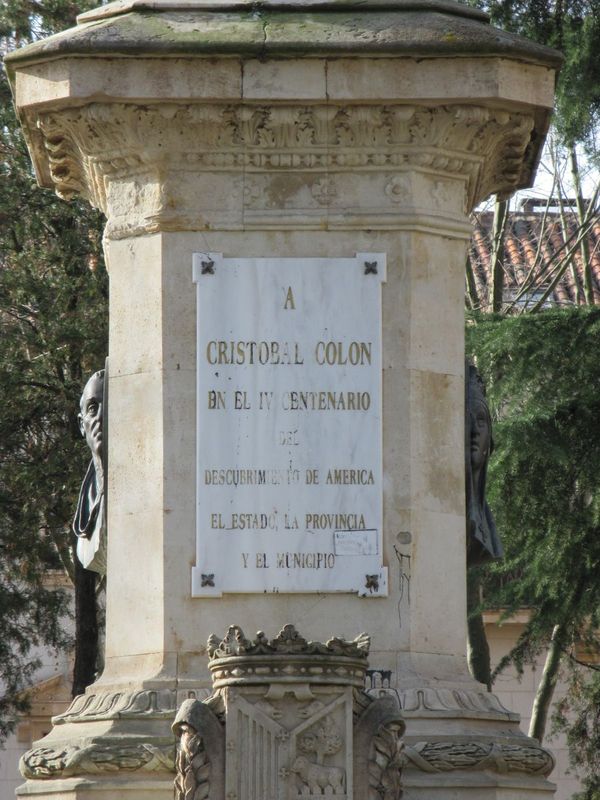 A
CRISTOBAL COLON
EN EL IV CENTENARIO
DEL
DESCUBRIMIENTO DE AMERICA
EL ESTADO, LA PROVINCIA
Y EL MUNICIPIO